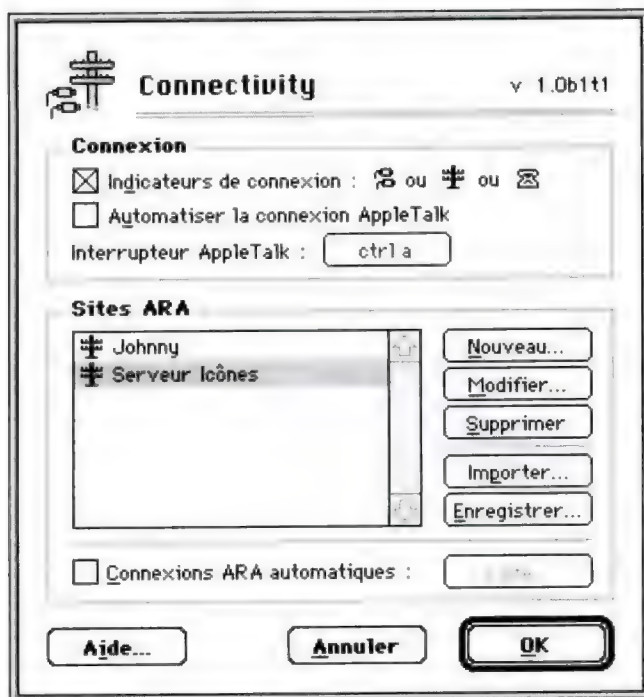 Connectivity v 1.0b1t1
Connexion
Indicateurs de connexion : ou ou
Automatiser la connexion AppleTalk
Interrupteur AppleTalk : ctrl a
Sites ARA
Johnny
Serveur Icônes
Nouveau...
Modifier...
Supprimer
Importer...
Enregistrer...
Connexions ARA automatiques :
Aide... Annuler OK